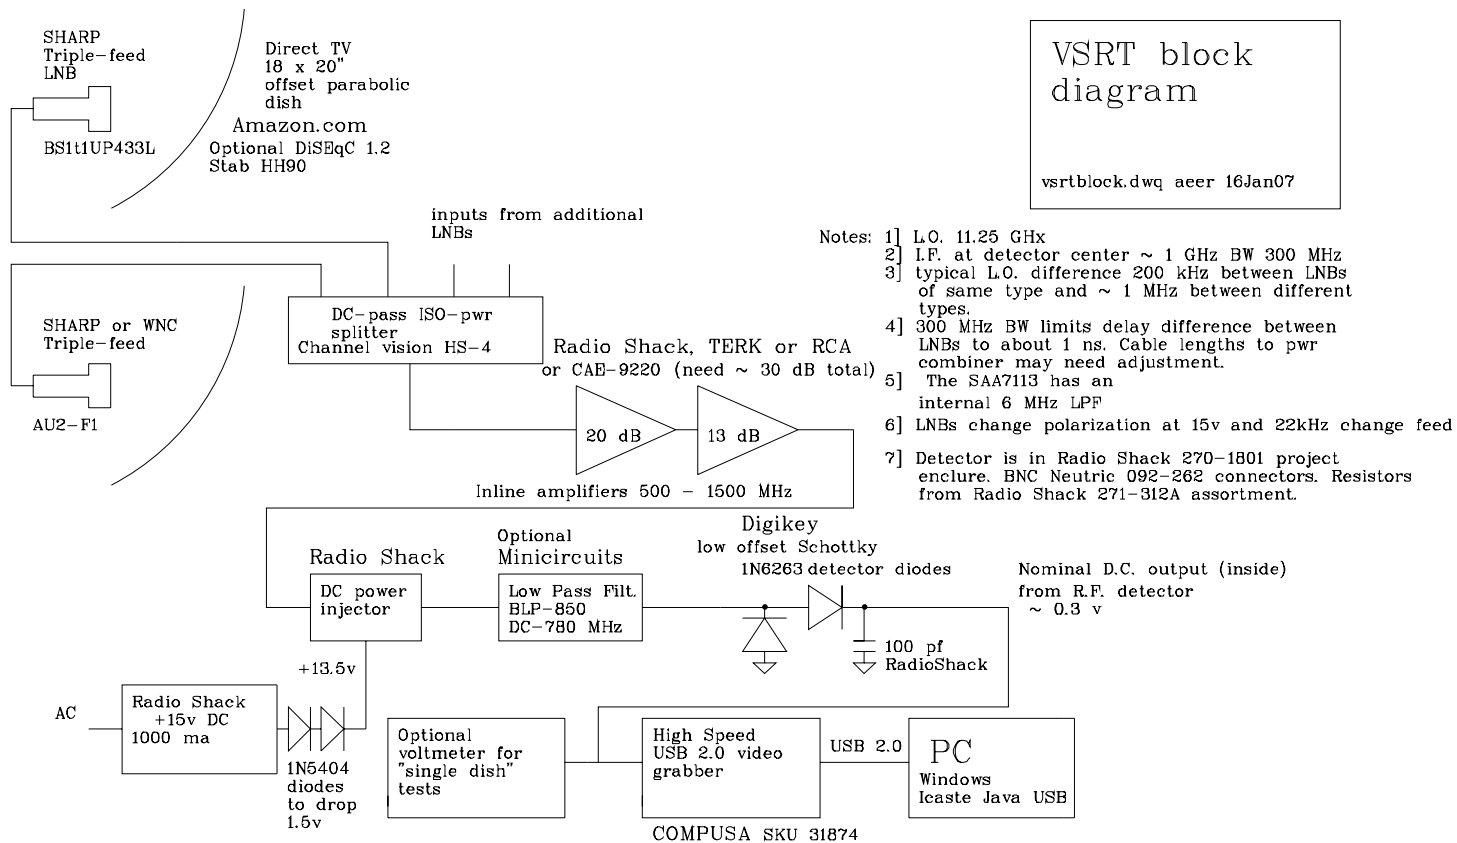 SHARP
Triple-feed
LNB
BS1t1UP433L
Direct TV
18 x 20"
offset parabolic
dish
Amazon.com
Optional DiSEqC 1.2
Stab HH90
VSRT block
diagram
vsrtblock.dwq aeer 16Jan07
inputs from additional
LNBs
SHARP or WNC
Triple-feed
AU2-F1
DC-pass ISO-pwr
splitter
Channel vision HS-4
Radio Shack, TERK or RCA
or CAE-9220 (need ~ 30 dB total)
20 dB
13 dB
Inline amplifiers 500 - 1500 MHz
Notes: 1] L.O. 11.25 GHx
2] I.F. at detector center ~ 1 GHz BW 300 MHz
3] typical L.O. difference 200 kHz between LNBs
of same type and ~ 1 MHz between different
types.
4] 300 MHz BW limits delay difference between
LNBs to about 1 ns. Cable lengths to pwr
combiner may need adjustment.
5] The SAA7113 has an
internal 6 MHz LPF
6] LNBs change polarization at 15v and 22kHz change feed
7] Detector is in Radio Shack 270-1801 project
enclure. BNC Neutric 092-262 connectors. Resistors
from Radio Shack 271-312A assortment.
Radio Shack
DC power
injector
Optional
Minicircuits
Low Pass Filt.
BLP-850
DC-780 MHz
Digikey
low offset Schottky
1N6263 detector diodes
100 pf
RadioShack
Nominal D.C. output (inside)
from R.F. detector
~ 0.3 v
+13.5v
AC
Radio Shack
+15v DC
1000 ma
1N5404
diodes
to drop
1.5v
Optional
voltmeter for
"single dish"
tests
High Speed
USB 2.0 video
grabber
COMPUSA SKU 31874
USB 2.0
PC
Windows
Icaste Java USB